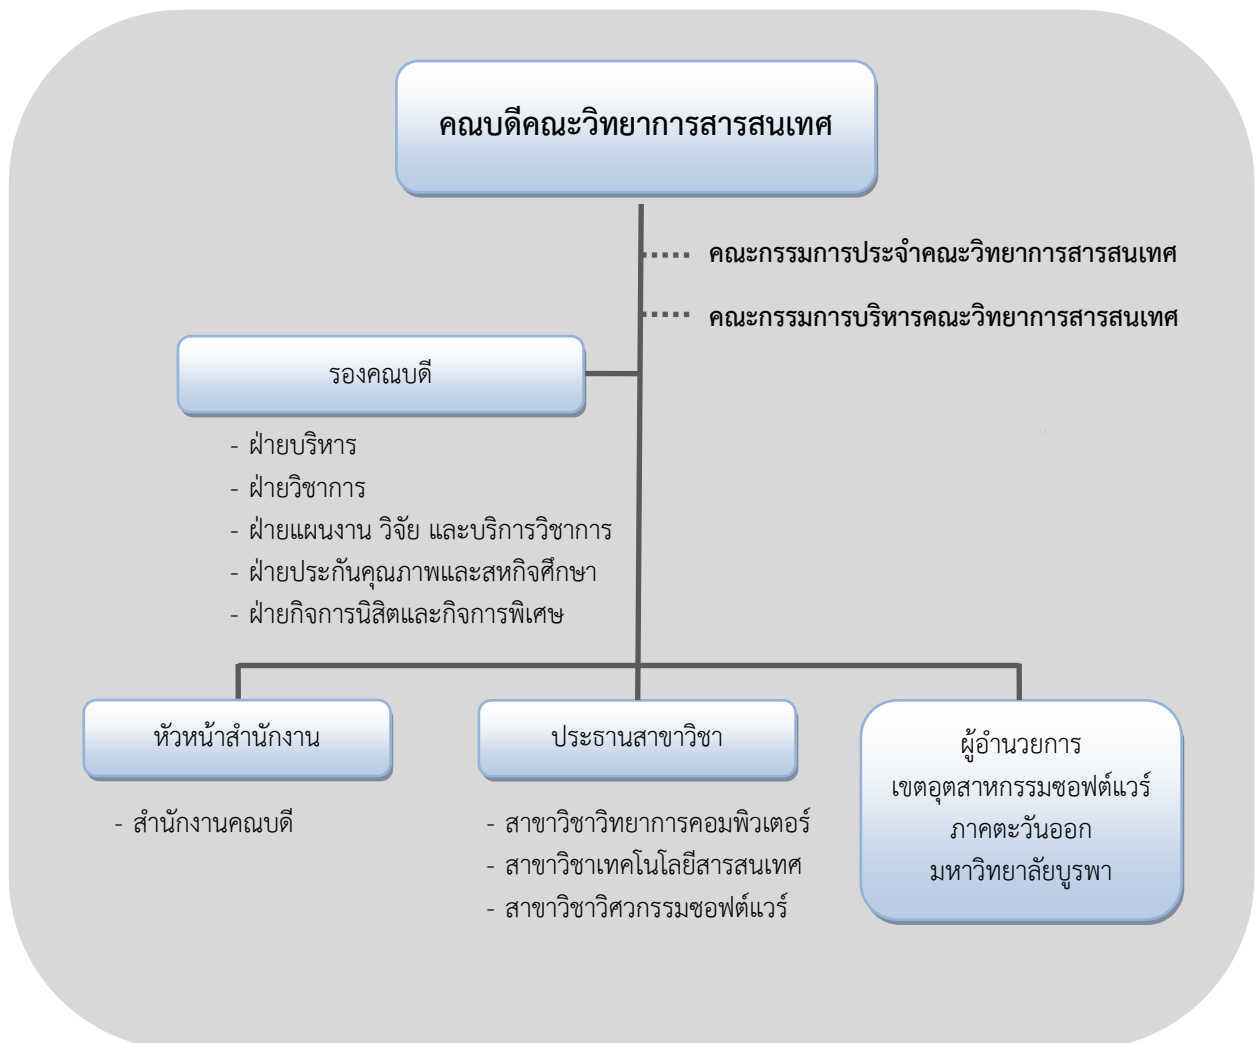 คณบดีคณะวิทยาการสารสนเทศ
คณะกรรมการประจำคณะวิทยาการสารสนเทศ
คณะกรรมการบริหารคณะวิทยาการสารสนเทศ
รองคณบดี
- ฝ่ายบริหาร
- ฝ่ายวิชาการ
- ฝ่ายแผนงาน วิจัย และบริการวิชาการ
- ฝ่ายประกันคุณภาพและสหกิจศึกษา
- ฝ่ายกิจการนิสิตและกิจการพิเศษ
หัวหน้าสำนักงาน
- สำนักงานคณบดี
ประธานสาขาวิชา
- สาขาวิชาวิทยาการคอมพิวเตอร์
- สาขาวิชาเทคโนโลยีสารสนเทศ
- สาขาวิชาวิศวกรรมซอฟต์แวร์
ผู้อำนวยการ
เขตอุตสาหกรรมซอฟต์แวร์
ภาคตะวันออก
มหาวิทยาลัยบูรพา